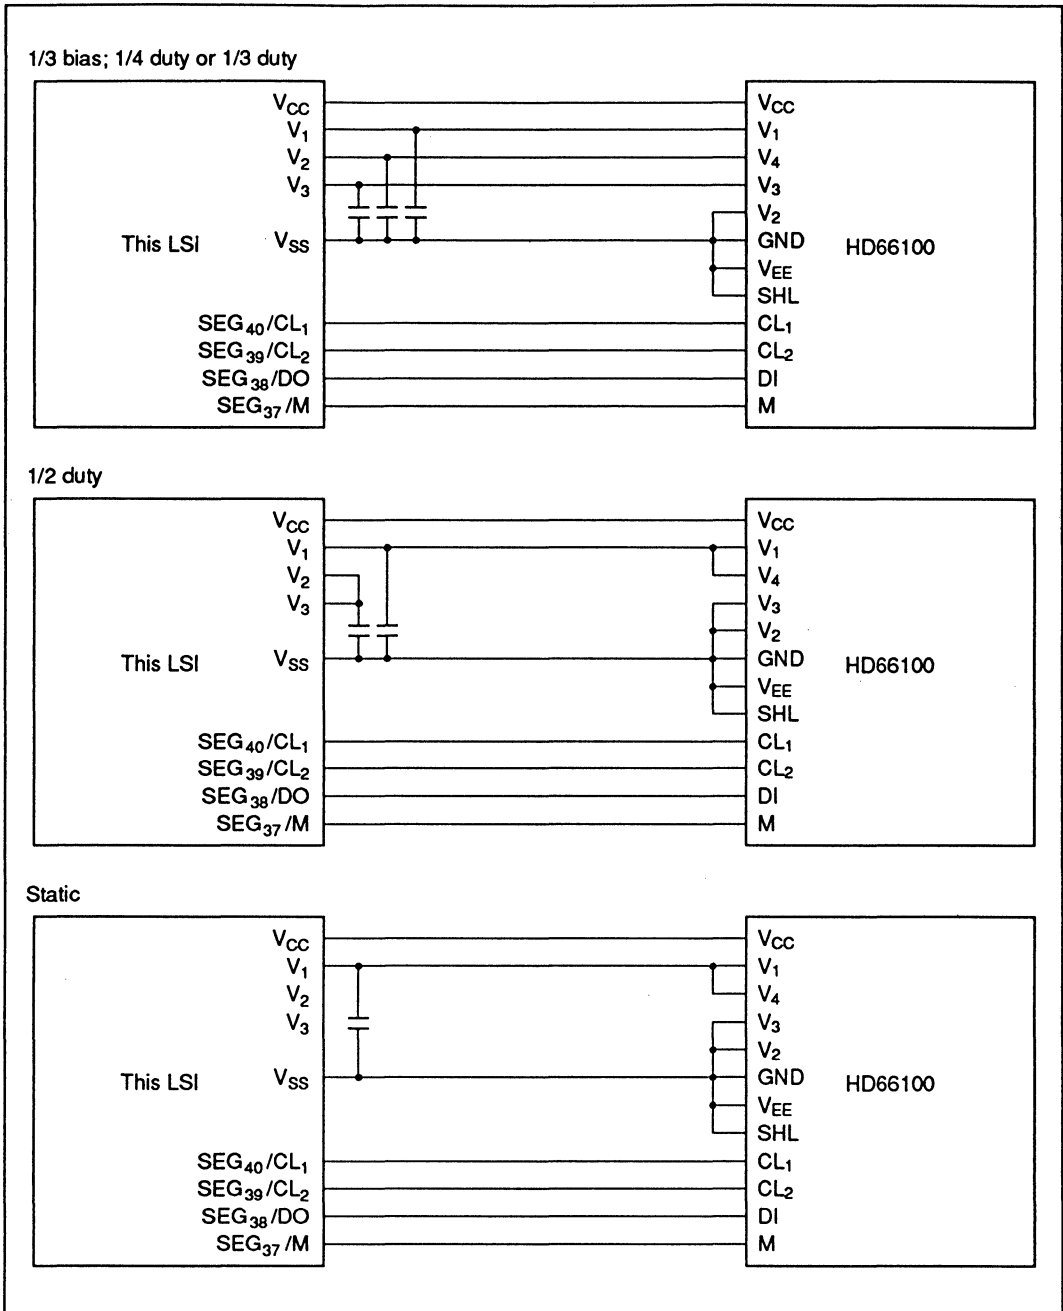 1/3 bias; 1/4 duty or 1/3 duty
VCC VCC
V1 V1
V2 V4
V3 V3
V2
This LSI VSS GND HD66100
VEE
SHL
SEG40/CL1 CL1
SEG39/CL2 CL2
SEG38/DO DI
SEG37/M M
1/2 duty
VCC VCC
V1 V1
V2 V4
V3 V3
V2
This LSI VSS GND HD66100
VEE
SHL
SEG40/CL1 CL1
SEG39/CL2 CL2
SEG38/DO DI
SEG37/M M
Static
VCC VCC
V1 V1
V2 V4
V3 V3
V2
This LSI VSS GND HD66100
VEE
SHL
SEG40/CL1 CL1
SEG39/CL2 CL2
SEG38/DO DI
SEG37/M M